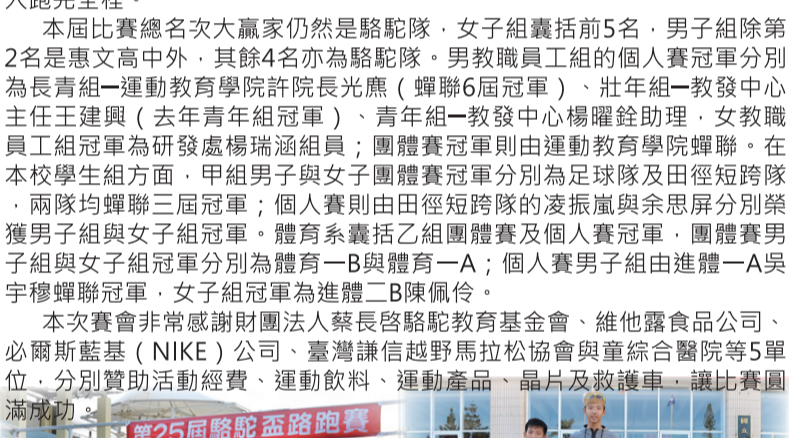 人跑完全程。
本屆比賽總名次大贏家仍然是駱駝隊，女子組囊括前5名，男子組除第
2名是惠文高中外，其餘4名亦為駱駝隊。男教職員工組的個人賽冠軍分別
為長青組━運動教育學院許院長光麃（蟬聯6屆冠軍）、壯年組━教發中心
主任王建興（去年青年組冠軍）、青年組━教發中心楊曜銓助理，女教職
員工組冠軍為研發處楊瑞涵組員；團體賽冠軍則由運動教育學院蟬聯。在
本校學生組方面，甲組男子與女子團體賽冠軍分別為足球隊及田徑短跨隊
，兩隊均蟬聯三屆冠軍；個人賽則由田徑短跨隊的凌振嵐與余思屏分別榮
獲男子組與女子組冠軍。體育系囊括乙組團體賽及個人賽冠軍，團體賽男
子組與女子組冠軍分別為體育一B與體育一A；個人賽男子組由進體一A吳
宇穆蟬聯冠軍，女子組冠軍為進體二B陳佩伶。
本次賽會非常感謝財團法人蔡長啓駱駝教育基金會、維他露食品公司、
必爾斯藍基（NIKE）公司、臺灣謙信越野馬拉松協會與童綜合醫院等5單
位，分別贊助活動經費、運動飲料、運動產品、晶片及救護車，讓比賽圓
滿成功。
第25屆駱駝盃路跑賽